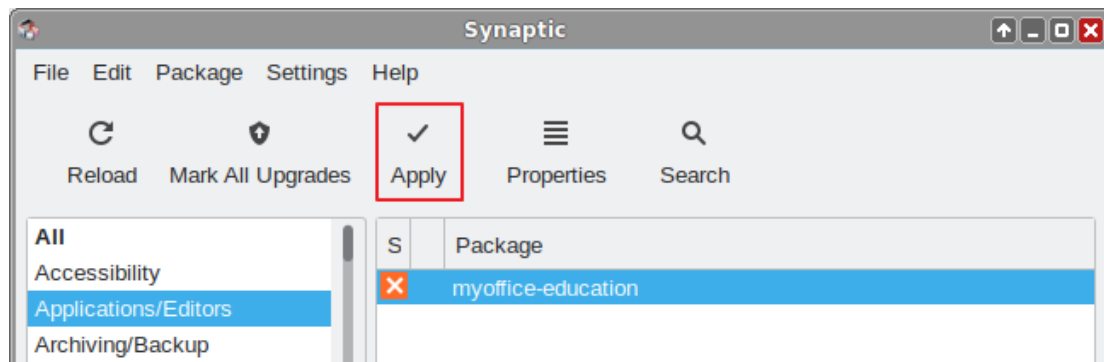 Synaptic
File Edit Package Settings Help
Reload Mark All Upgrades Apply Properties Search
All
Accessibility
Applications/Editors
Archiving/Backup
S Package
myoffice-education